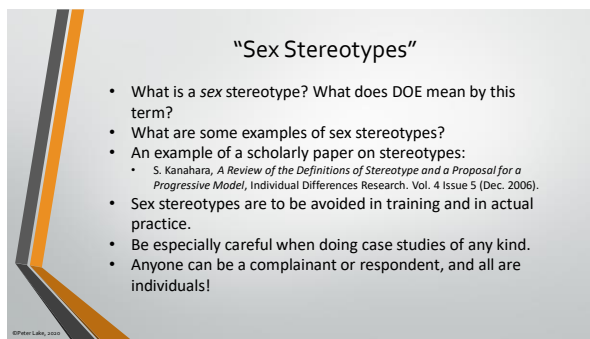 “Sex Stereotypes”
• What is a sex stereotype? What does DOE mean by this
term?
• What are some examples of sex stereotypes?
• An example of a scholarly paper on stereotypes:
• S. Kanahara, A Review of the Definitions of Stereotype and a Proposal for a
Progressive Model, Individual Differences Research. Vol. 4 Issue 5 (Dec. 2006).
• Sex stereotypes are to be avoided in training and in actual
practice.
• Be especially careful when doing case studies of any kind.
• Anyone can be a complainant or respondent, and all are
individuals!
©Peter Lake, 2020